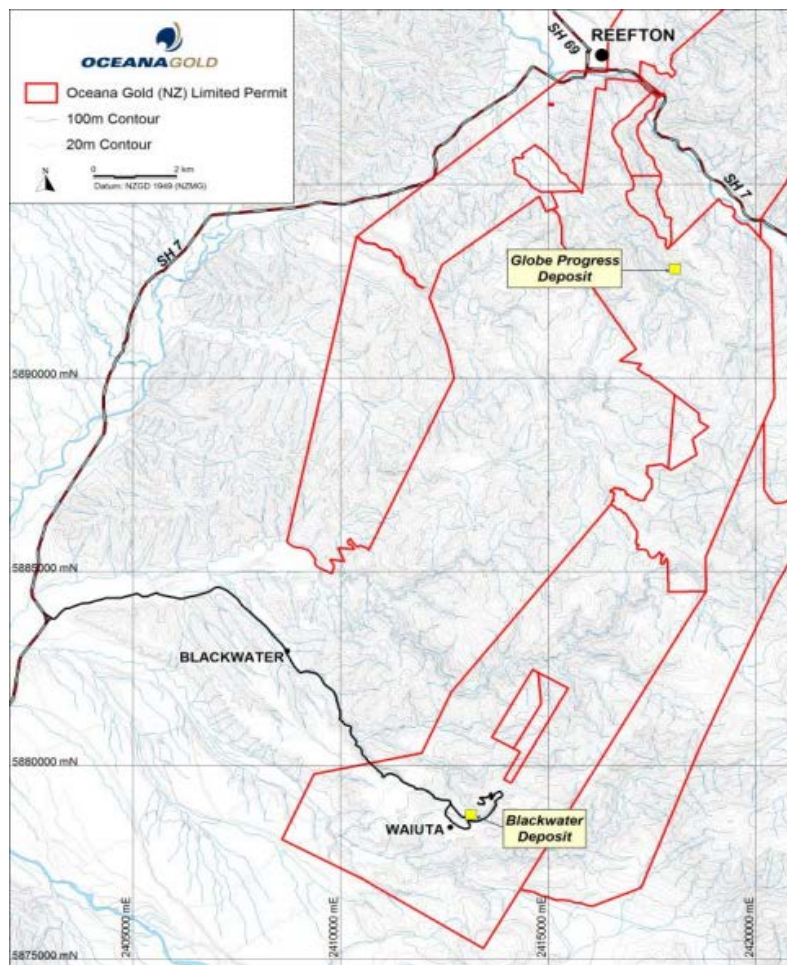 OCEANAGOLD
Oceana Gold (NZ) Limited Permit
100m Contour
20m Contour
0 2 km
N
Datum: NZGD 1949 (NZMG)
SH 69
REEFTON
SH 7
SH 7
Globe Progress
Deposit
5890000 mN
5885000 mN
BLACKWATER
5880000 mN
WAIUTA
Blackwater
Deposit
2405000 mE
2410000 mE
2415000 mE
2420000 mE
5875000 mN